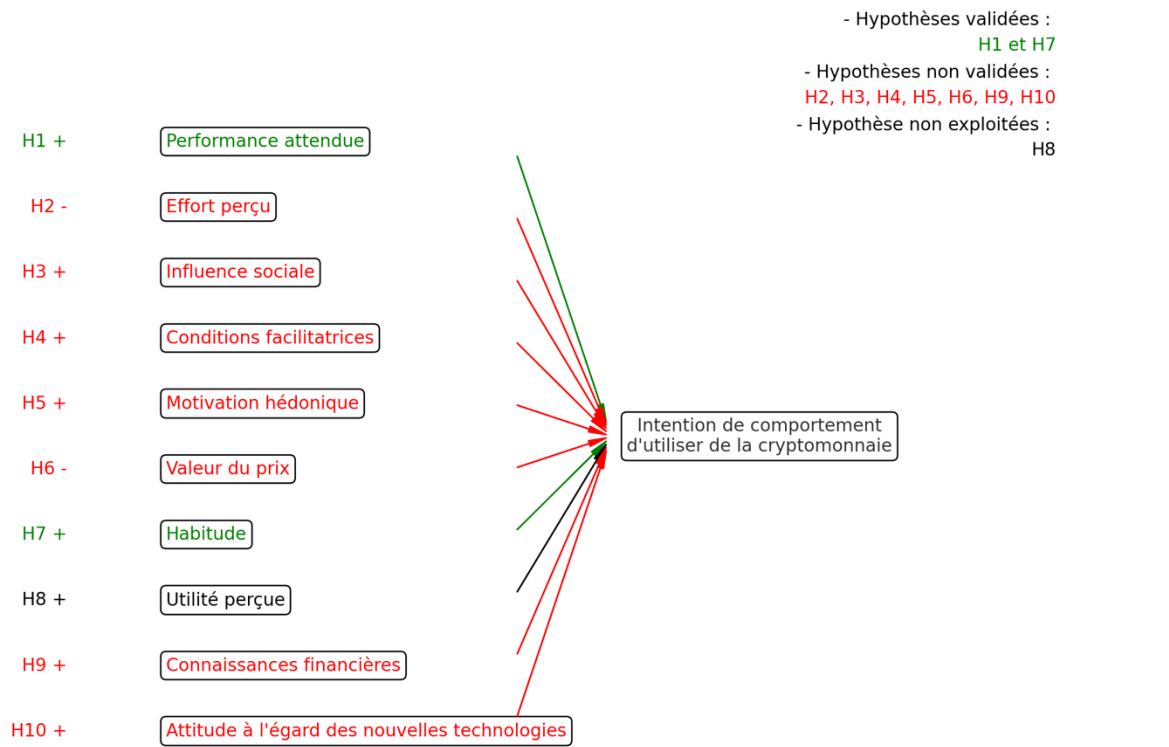 - Hypothèses validées :
H1 et H7
- Hypothèses non validées :
H2, H3, H4, H5, H6, H9, H10
- Hypothèse non exploitées :
H8
H1 + Performance attendue
H2 - Effort perçu
H3 + Influence sociale
H4 + Conditions facilitatrices
H5 + Motivation hédonique
Intention de comportement
d'utiliser de la cryptomonnaie
H6 - Valeur du prix
H7 + Habitude
H8 + Utilité perçue
H9 + Connaissances financières
H10 + Attitude à l'égard des nouvelles technologies